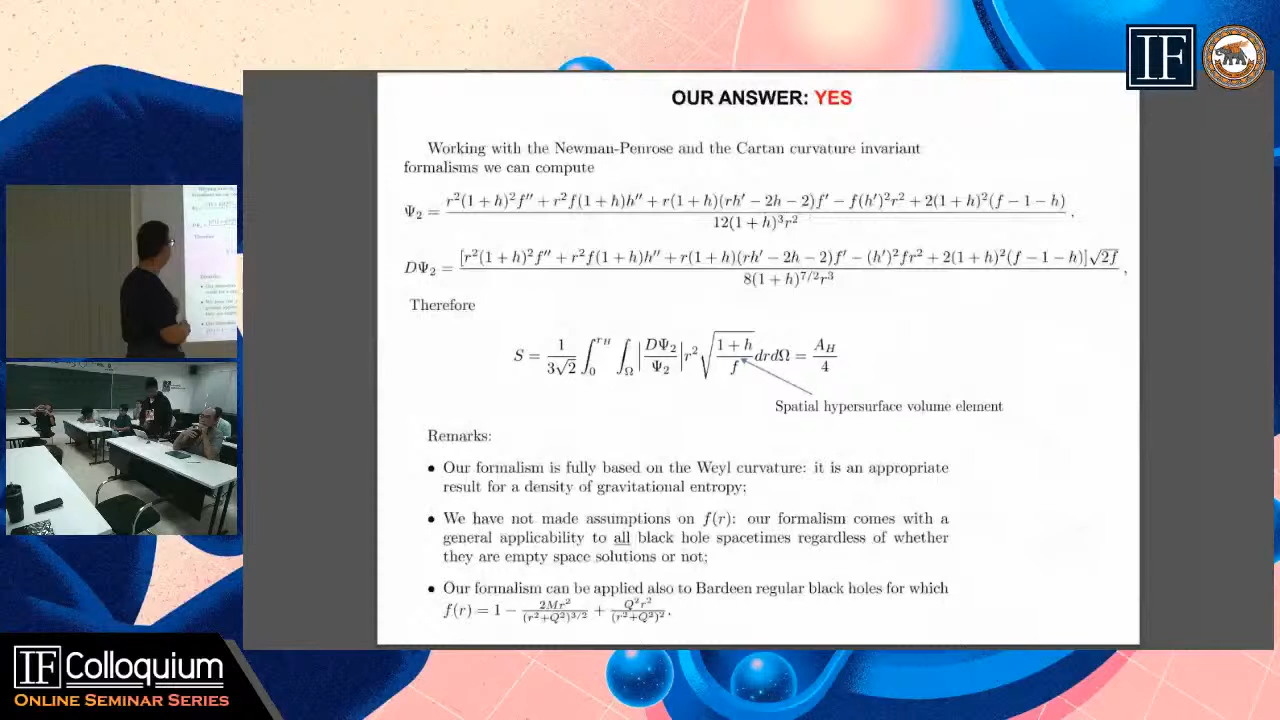 IF
OUR ANSWER: YES
Working with the Newman-Penrose and the Cartan curvature invariant
formalisms we can compute
Ψ₂ = r²(1 + h)²f″ + r²f(1 + h)h″ + r(1 + h)(rh′ − 2h − 2)f′ − f(h′)²r² + 2(1 + h)²(f − 1 − h) / 12(1 + h)³r² ,
DΨ₂ = [r²(1 + h)²f″ + r²f(1 + h)h″ + r(1 + h)(rh′ − 2h − 2)f′ − (h′)²fr² + 2(1 + h)²(f − 1 − h)]√2f / 8(1 + h)^{7/2}r³ ,
Therefore
S = 1/3√2 ∫₀^{r_H} ∫_Ω |DΨ₂/Ψ₂| r² √((1 + h)/f) drdΩ = A_H/4
Spatial hypersurface volume element
Remarks:
• Our formalism is fully based on the Weyl curvature: it is an appropriate
result for a density of gravitational entropy;
• We have not made assumptions on f(r): our formalism comes with a
general applicability to all black hole spacetimes regardless of whether
they are empty space solutions or not;
• Our formalism can be applied also to Bardeen regular black holes for which
f(r) = 1 − 2Mr²/(r²+Q²)^{3/2} + Q²r²/(r²+Q²)² .
IF Colloquium
ONLINE SEMINAR SERIES